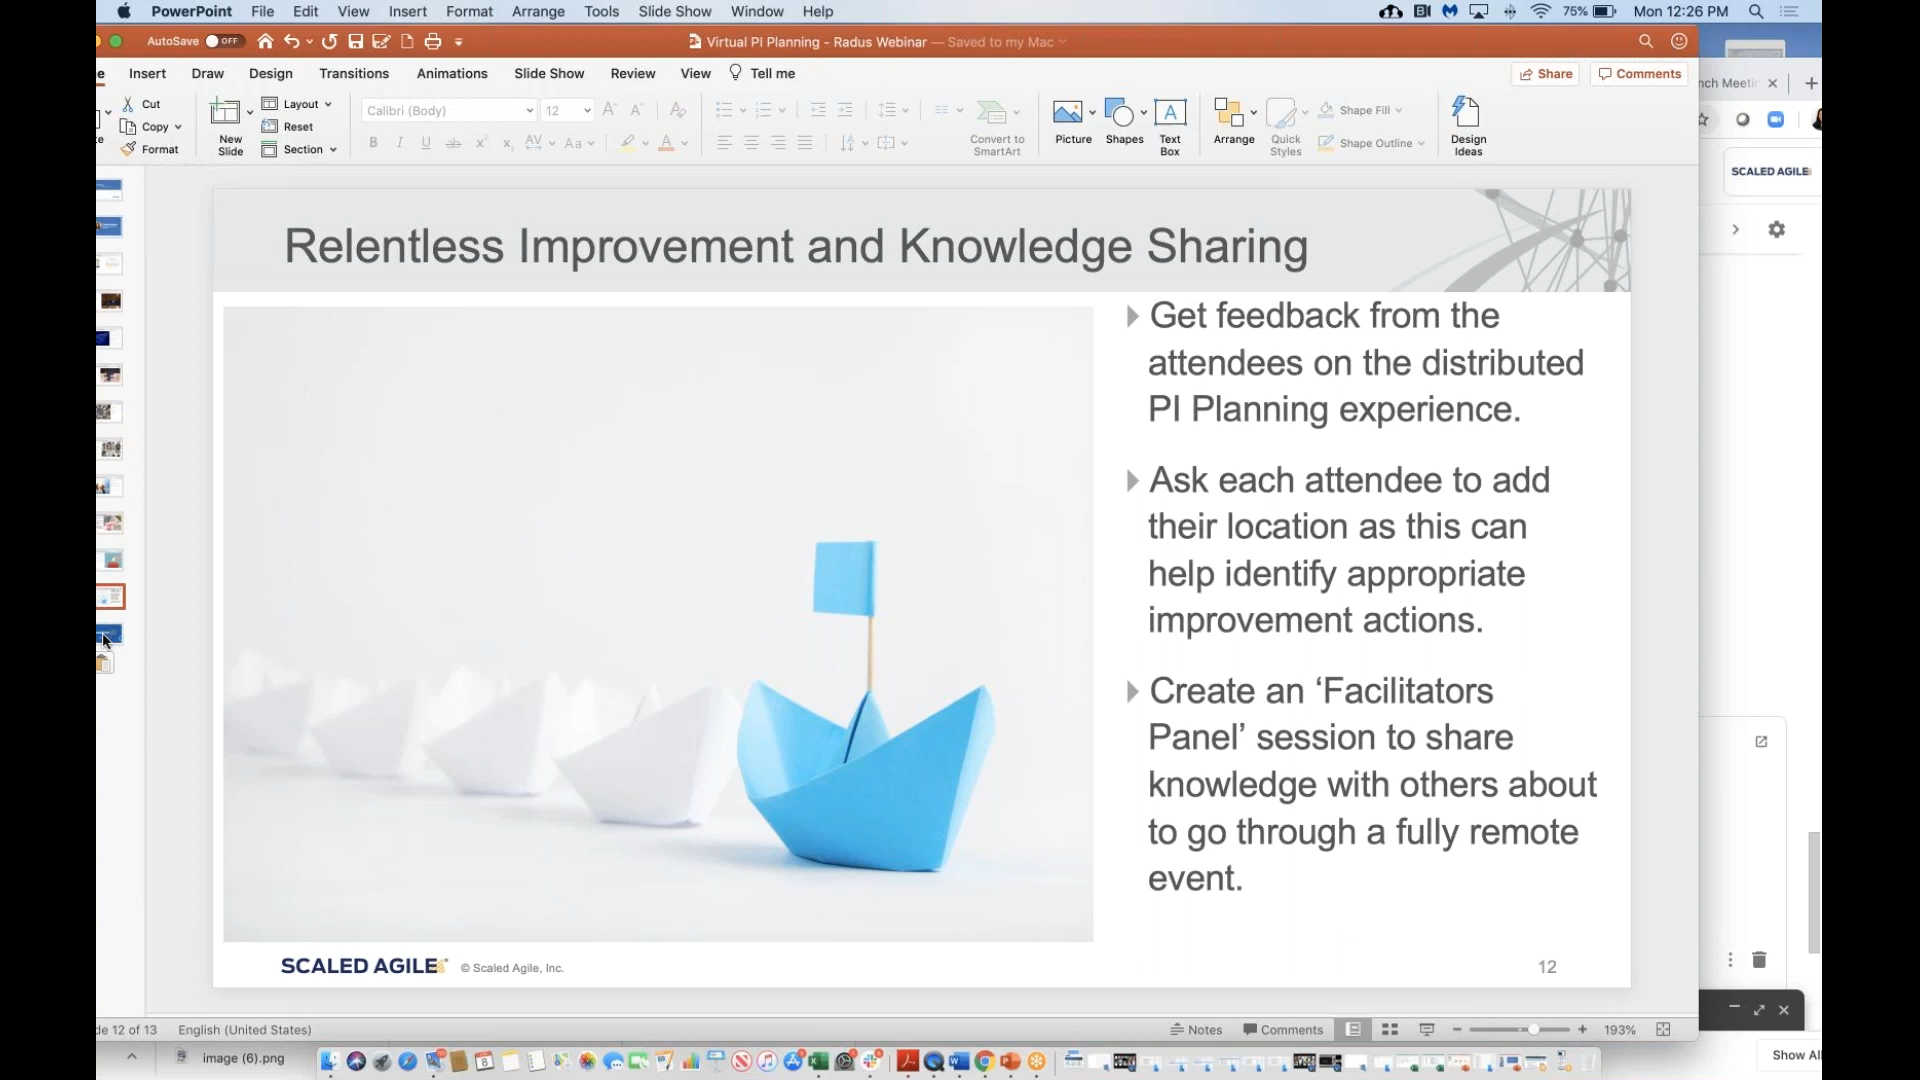 PowerPoint File Edit View Insert Format Arrange Tools Slide Show Window Help 75% Mon 12:26 PM
AutoSave OFF Virtual PI Planning - Radus Webinar — Saved to my Mac
Insert Draw Design Transitions Animations Slide Show Review View Tell me Share Comments
Cut Layout Calibri (Body) 12 Shape Fill
Copy Reset
Format Section
New Slide
Convert to SmartArt
Picture Shapes Text Box Arrange Quick Styles Shape Outline Design Ideas
SCALED AGILE
Relentless Improvement and Knowledge Sharing
Get feedback from the
attendees on the distributed
PI Planning experience.
Ask each attendee to add
their location as this can
help identify appropriate
improvement actions.
Create an ‘Facilitators
Panel’ session to share
knowledge with others about
to go through a fully remote
event.
SCALED AGILE © Scaled Agile, Inc. 12
12 of 13 English (United States) Notes Comments 193%
image (6).png Show All